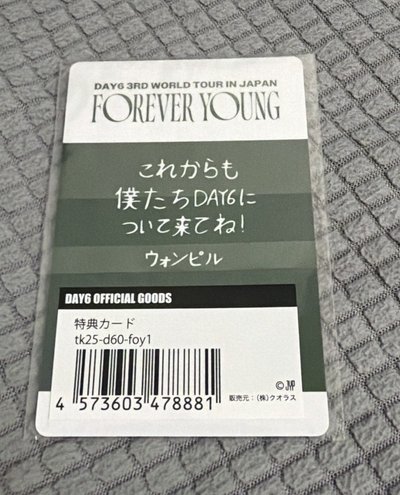 DAY6 3RD WORLD TOUR IN JAPAN
FOREVER YOUNG
これからも
僕たちDAY6に
ついて来てね!
ウォンピル
DAY6 OFFICIAL GOODS
特典カード
tk25-d60-foy1
4 573603 478881
© JYP
販売元:(株)クオラス